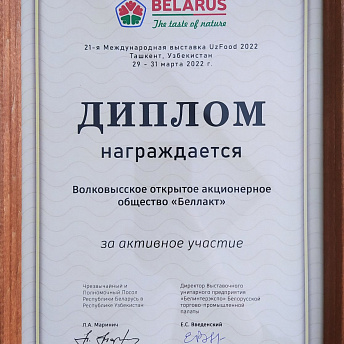 BELARUS
The taste of nature
21-я Международная выставка UzFood 2022
Ташкент, Узбекистан
29 - 31 марта 2022 г.
ДИПЛОМ
награждается
Волковысское открытое акционерное
общество «Беллакт»
за активное участие
Чрезвычайный и
Полномочный Посол
Республики Беларусь в
Республике Узбекистан
Л.А. Маринич
Директор Выставочного
унитарного предприятия
«Белинтерэкспо» Белорусской
торгово-промышленной
палаты
Е.С. Введенский